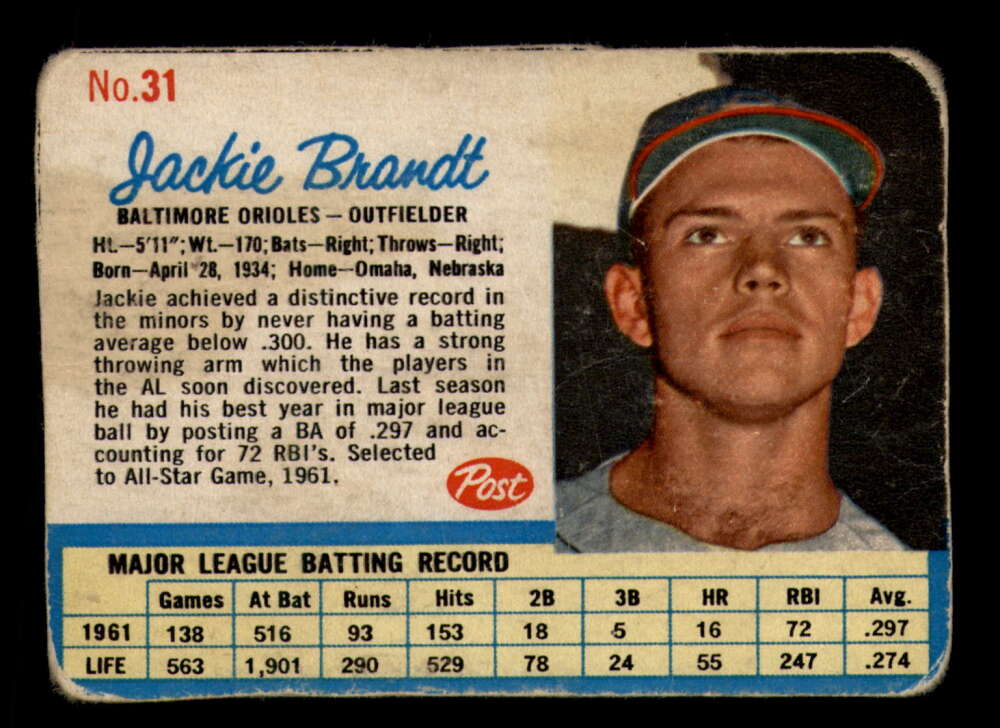 No.31
Jackie Brandt
BALTIMORE ORIOLES — OUTFIELDER
Ht.—5'11"; Wt.—170; Bats—Right; Throws—Right;
Born—April 28, 1934; Home—Omaha, Nebraska
Jackie achieved a distinctive record in
the minors by never having a batting
average below .300. He has a strong
throwing arm which the players in
the AL soon discovered. Last season
he had his best year in major league
ball by posting a BA of .297 and ac-
counting for 72 RBI's. Selected
to All-Star Game, 1961.
Post
MAJOR LEAGUE BATTING RECORD
Games At Bat Runs Hits 2B 3B HR RBI Avg.
1961 138 516 93 153 18 5 16 72 .297
LIFE 563 1,901 290 529 78 24 55 247 .274